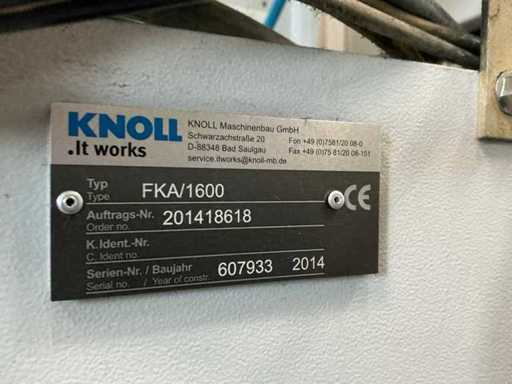 KNOLL
.It works
KNOLL Maschinenbau GmbH
Schwarzachstraße 20
D-88348 Bad Saulgau
service.itworks@knoll-mb.de
Fon +49 (0)7581/20 08-0
Fax +49 (0)75 81/20 08-151
Typ
Type
FKA/1600
CE
Auftrags-Nr.
Order no.
201418618
K.Ident.-Nr.
C. Ident no.
Serien-Nr. / Baujahr
Serial no. / Year of constr.
607933 2014